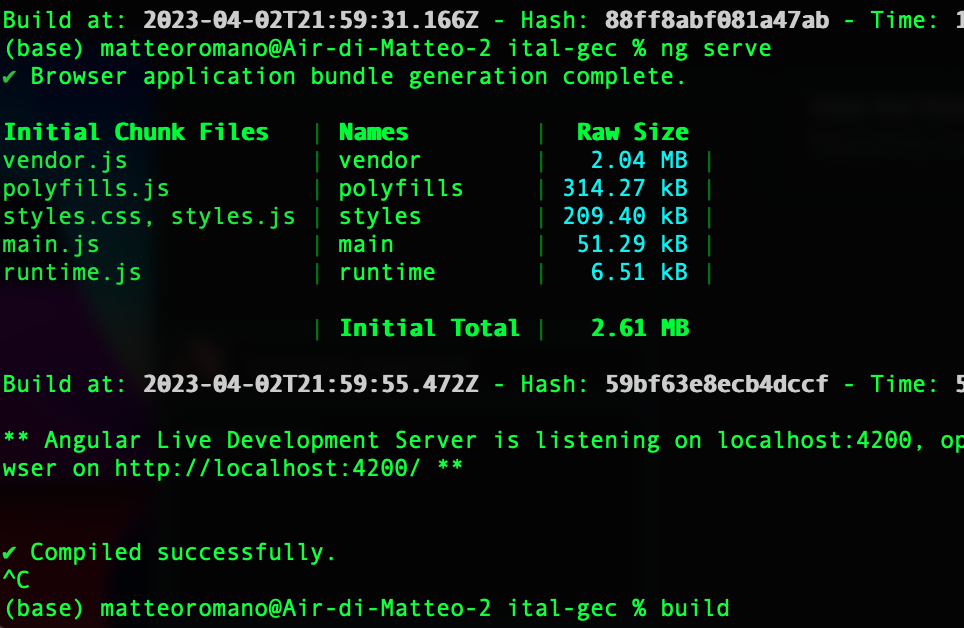 Build at: 2023-04-02T21:59:31.166Z - Hash: 88ff8abf081a47ab - Time: 1
(base) matteoromano@Air-di-Matteo-2 ital-gec % ng serve
✔ Browser application bundle generation complete.
Initial Chunk Files | Names | Raw Size
vendor.js | vendor | 2.04 MB |
polyfills.js | polyfills | 314.27 kB |
styles.css, styles.js | styles | 209.40 kB |
main.js | main | 51.29 kB |
runtime.js | runtime | 6.51 kB |
| Initial Total | 2.61 MB
Build at: 2023-04-02T21:59:55.472Z - Hash: 59bf63e8ecb4dccf - Time: 5
** Angular Live Development Server is listening on localhost:4200, op
wser on http://localhost:4200/ **
✔ Compiled successfully.
^C
(base) matteoromano@Air-di-Matteo-2 ital-gec % build